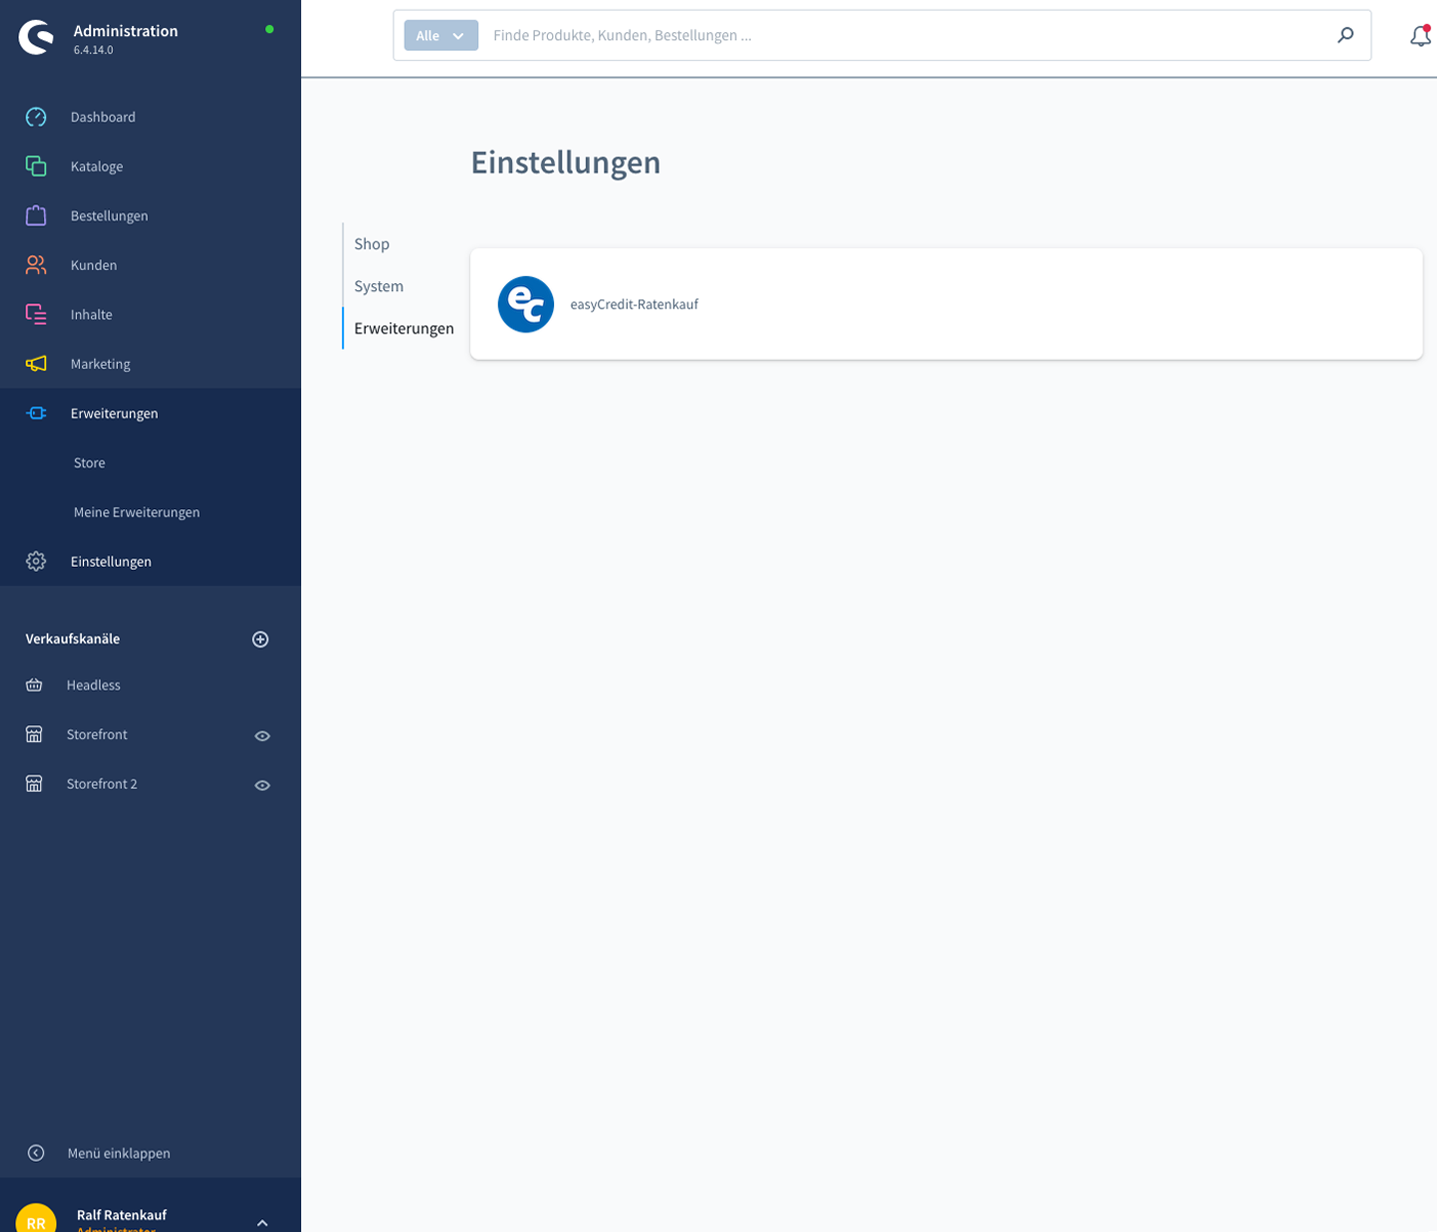 Administration
6.4.14.0
Dashboard
Kataloge
Bestellungen
Kunden
Inhalte
Marketing
Erweiterungen
Store
Meine Erweiterungen
Einstellungen
Verkaufskanäle
Headless
Storefront
Storefront 2
Menü einklappen
RR
Ralf Ratenkauf
Administrator
Alle
Finde Produkte, Kunden, Bestellungen ...
Einstellungen
Shop
System
Erweiterungen
ec
easyCredit-Ratenkauf